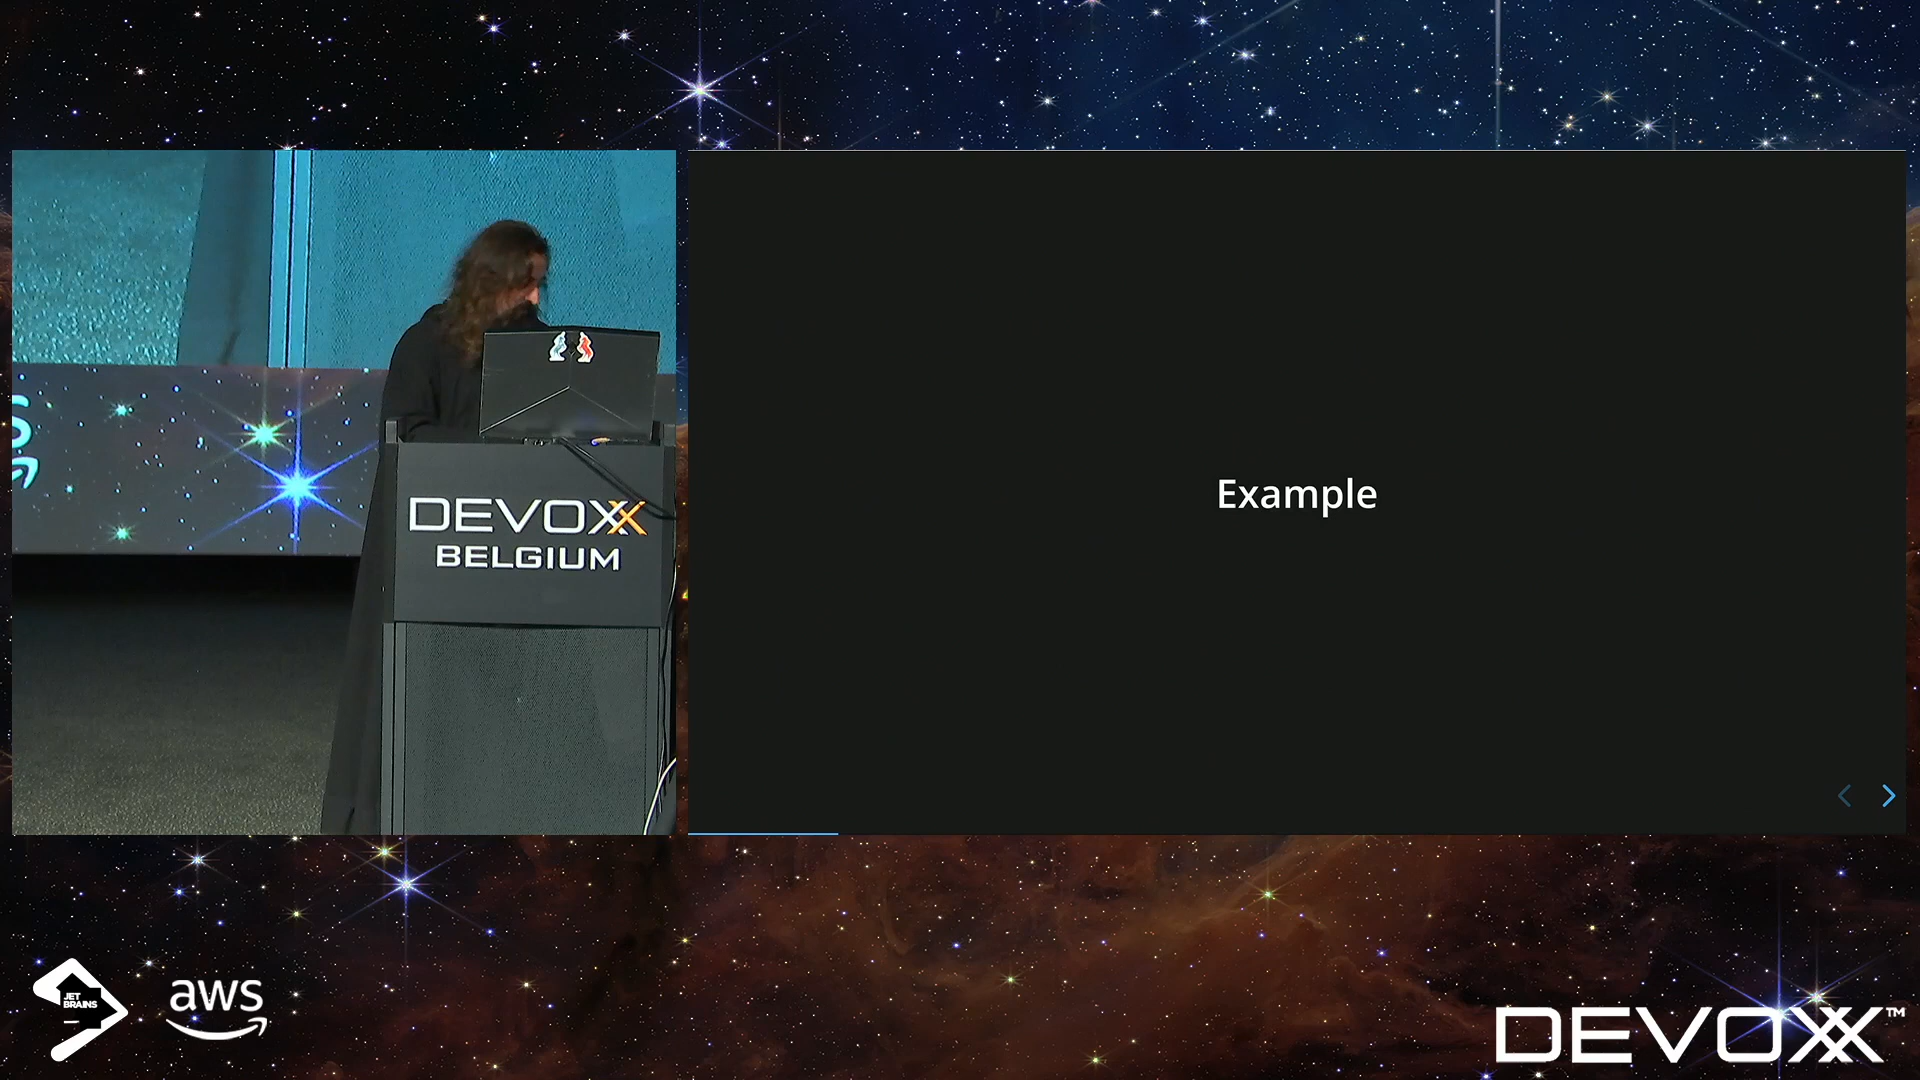 Example
DEVOXX
BELGIUM
S
JET
BRAINS
aws
DEVOXX™